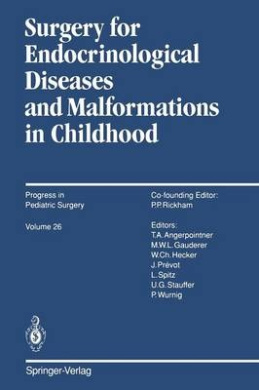 Surgery for
Endocrinological
Diseases
and Malformations
in Childhood
Progress in
Pediatric Surgery
Volume 26
Co-founding Editor:
P.P. Rickham
Editors:
T.A. Angerpointner
M.W.L. Gauderer
W.Ch. Hecker
J. Prévot
L. Spitz
U.G. Stauffer
P. Wurnig
Springer-Verlag